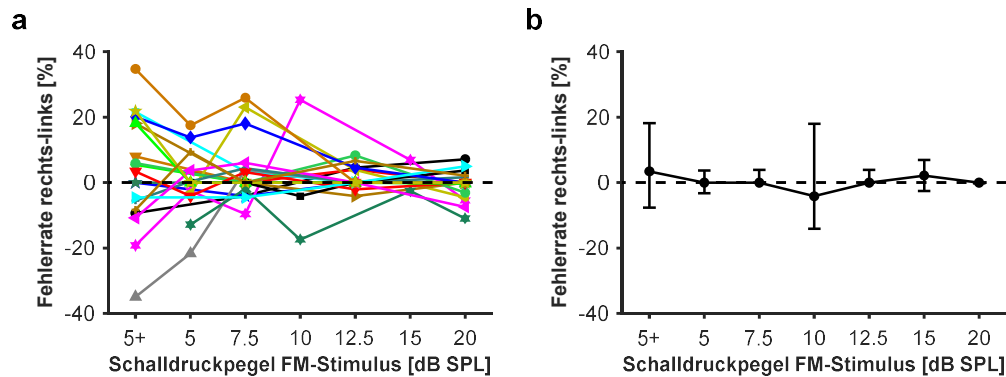 a
Fehlerrate rechts-links [%]
40
20
0
-20
-40
5+ 5 7.5 10 12.5 15 20
Schalldruckpegel FM-Stimulus [dB SPL]
b
Fehlerrate rechts-links [%]
40
20
0
-20
-40
5+ 5 7.5 10 12.5 15 20
Schalldruckpegel FM-Stimulus [dB SPL]